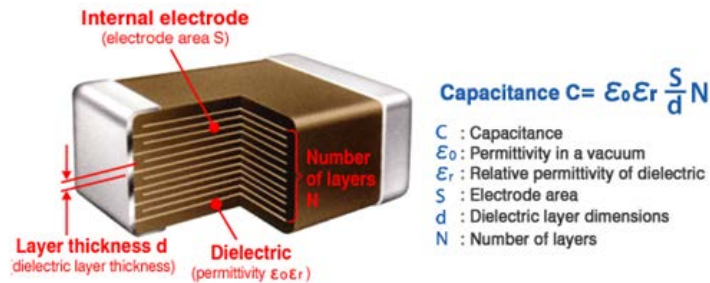 Internal electrode
(electrode area S)
Number
of layers
N
Layer thickness d
(dielectric layer thickness)
Dielectric
(permittivity ε0εr)
Capacitance C= ε0εr S/d N
C : Capacitance
ε0 : Permittivity in a vacuum
εr : Relative permittivity of dielectric
S : Electrode area
d : Dielectric layer dimensions
N : Number of layers